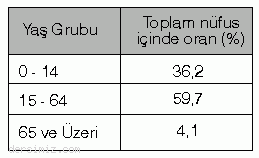 Yaş Grubu
Toplam nüfus
içinde oran (%)
0 - 14
36,2
15 - 64
59,7
65 ve Üzeri
4,1